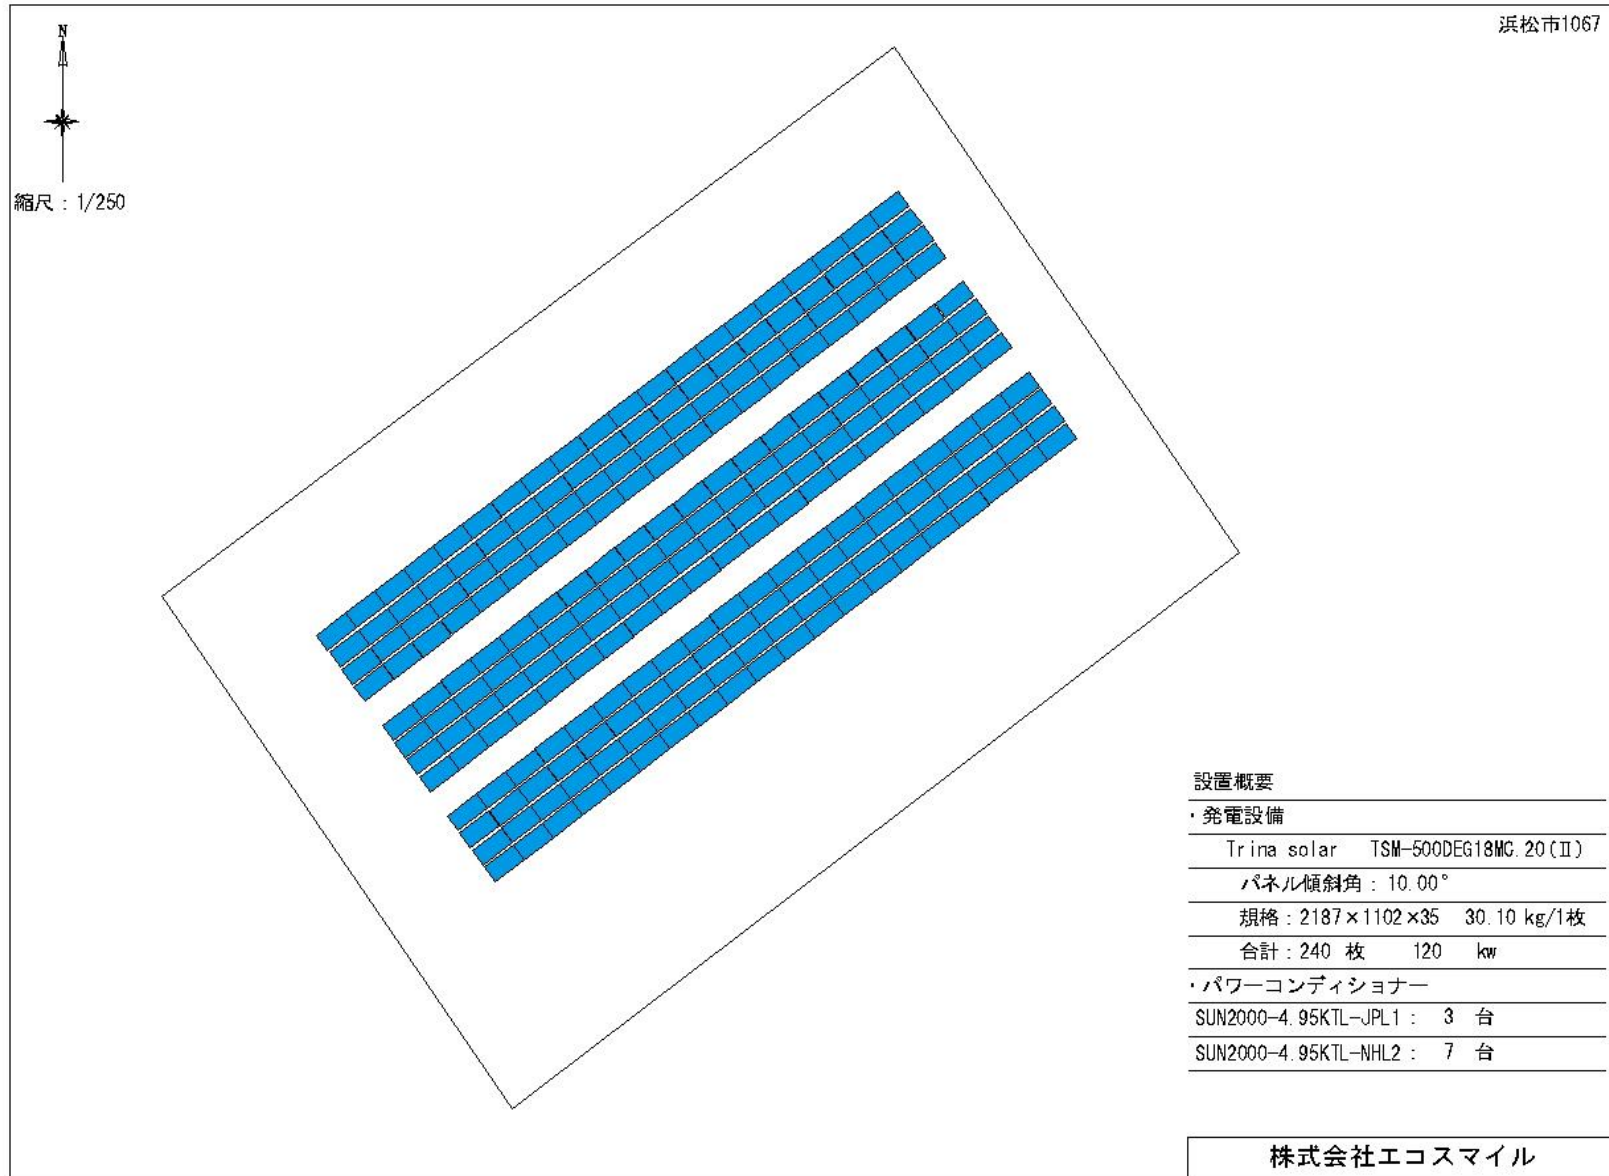 浜松市1067
N
縮尺：1/250
設置概要
・発電設備
Trina solar TSM-500DEG18MC.20(Ⅱ)
パネル傾斜角：10.00°
規格：2187×1102×35 30.10 kg/1枚
合計：240 枚 120 kw
・パワーコンディショナー
SUN2000-4.95KTL-JPL1： 3 台
SUN2000-4.95KTL-NHL2： 7 台
株式会社エコスマイル